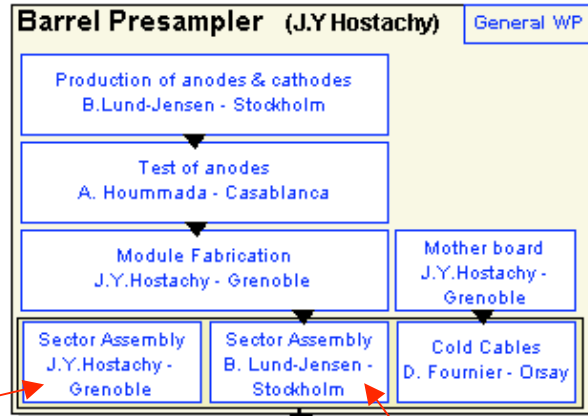 Barrel Presampler (J.Y Hostachy)
General WP
Production of anodes & cathodes
B.Lund-Jensen - Stockholm
Test of anodes
A. Hoummada - Casablanca
Module Fabrication
J.Y.Hostachy - Grenoble
Mother board
J.Y.Hostachy -
Grenoble
Sector Assembly
J.Y.Hostachy -
Grenoble
Sector Assembly
B. Lund-Jensen -
Stockholm
Cold Cables
D. Fournier - Orsay